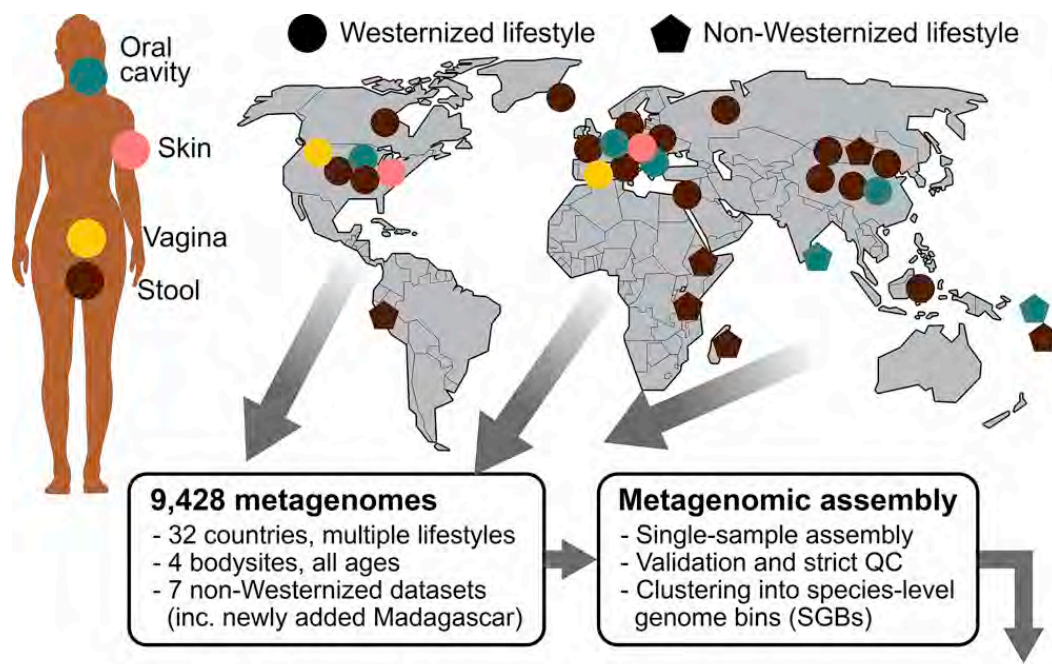 Oral
cavity
Westernized lifestyle
Non-Westernized lifestyle
Skin
Vagina
Stool
9,428 metagenomes
- 32 countries, multiple lifestyles
- 4 bodysites, all ages
- 7 non-Westernized datasets
(inc. newly added Madagascar)
Metagenomic assembly
- Single-sample assembly
- Validation and strict QC
- Clustering into species-level
genome bins (SGBs)